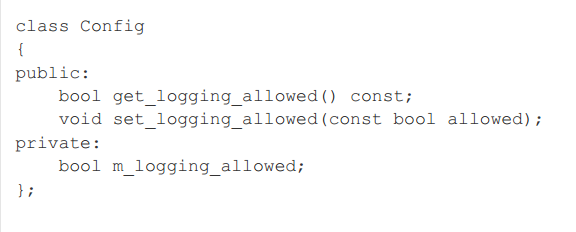 class Config
{
public:
    bool get_logging_allowed() const;
    void set_logging_allowed(const bool allowed);
private:
    bool m_logging_allowed;
};